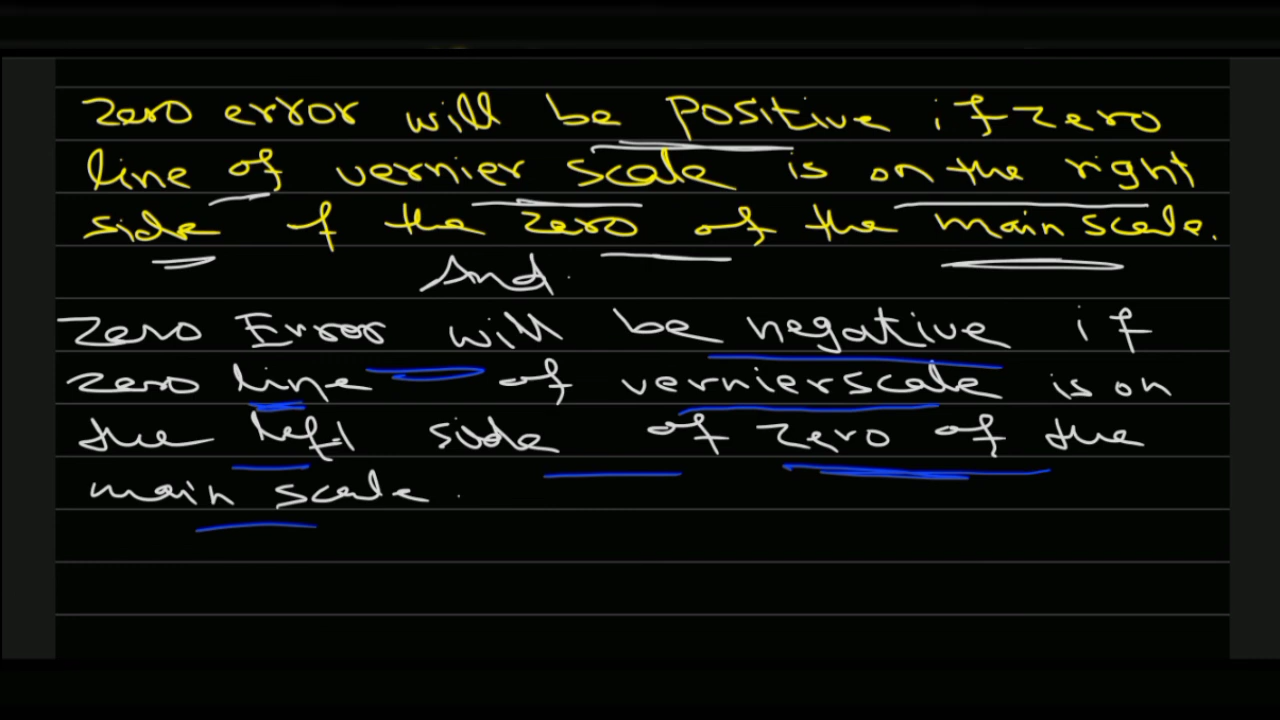 zero error will be positive if zero
line of vernier scale is on the right
side of the zero of the main scale.
And
Zero Error will be negative if
zero line of vernier scale is on
the left side of zero of the
main scale.